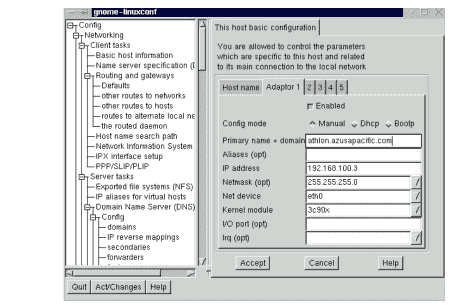 gnome-linuxconf
Config
Networking
Client tasks
Basic host information
Name server specification (D
Routing and gateways
Defaults
other routes to networks
other routes to hosts
routes to alternate local ne
the routed daemon
Host name search path
Network Information System
IPX interface setup
PPP/SLIP/PLIP
Server tasks
Exported file systems (NFS)
IP aliases for virtual hosts
Domain Name Server (DNS)
Config
domains
IP reverse mappings
secondaries
forwarders
Quit Act/Changes Help
This host basic configuration
You are allowed to control the parameters
which are specific to this host and related
to its main connection to the local network
Host name Adaptor 1 2 3 4 5
Enabled
Config mode Manual Dhcp Bootp
Primary name + domain athlon.azusapacific.com
Aliases (opt)
IP address 192.168.100.3
Netmask (opt) 255.255.255.0
Net device eth0
Kernel module 3c90x
I/O port (opt)
Irq (opt)
Accept Cancel Help